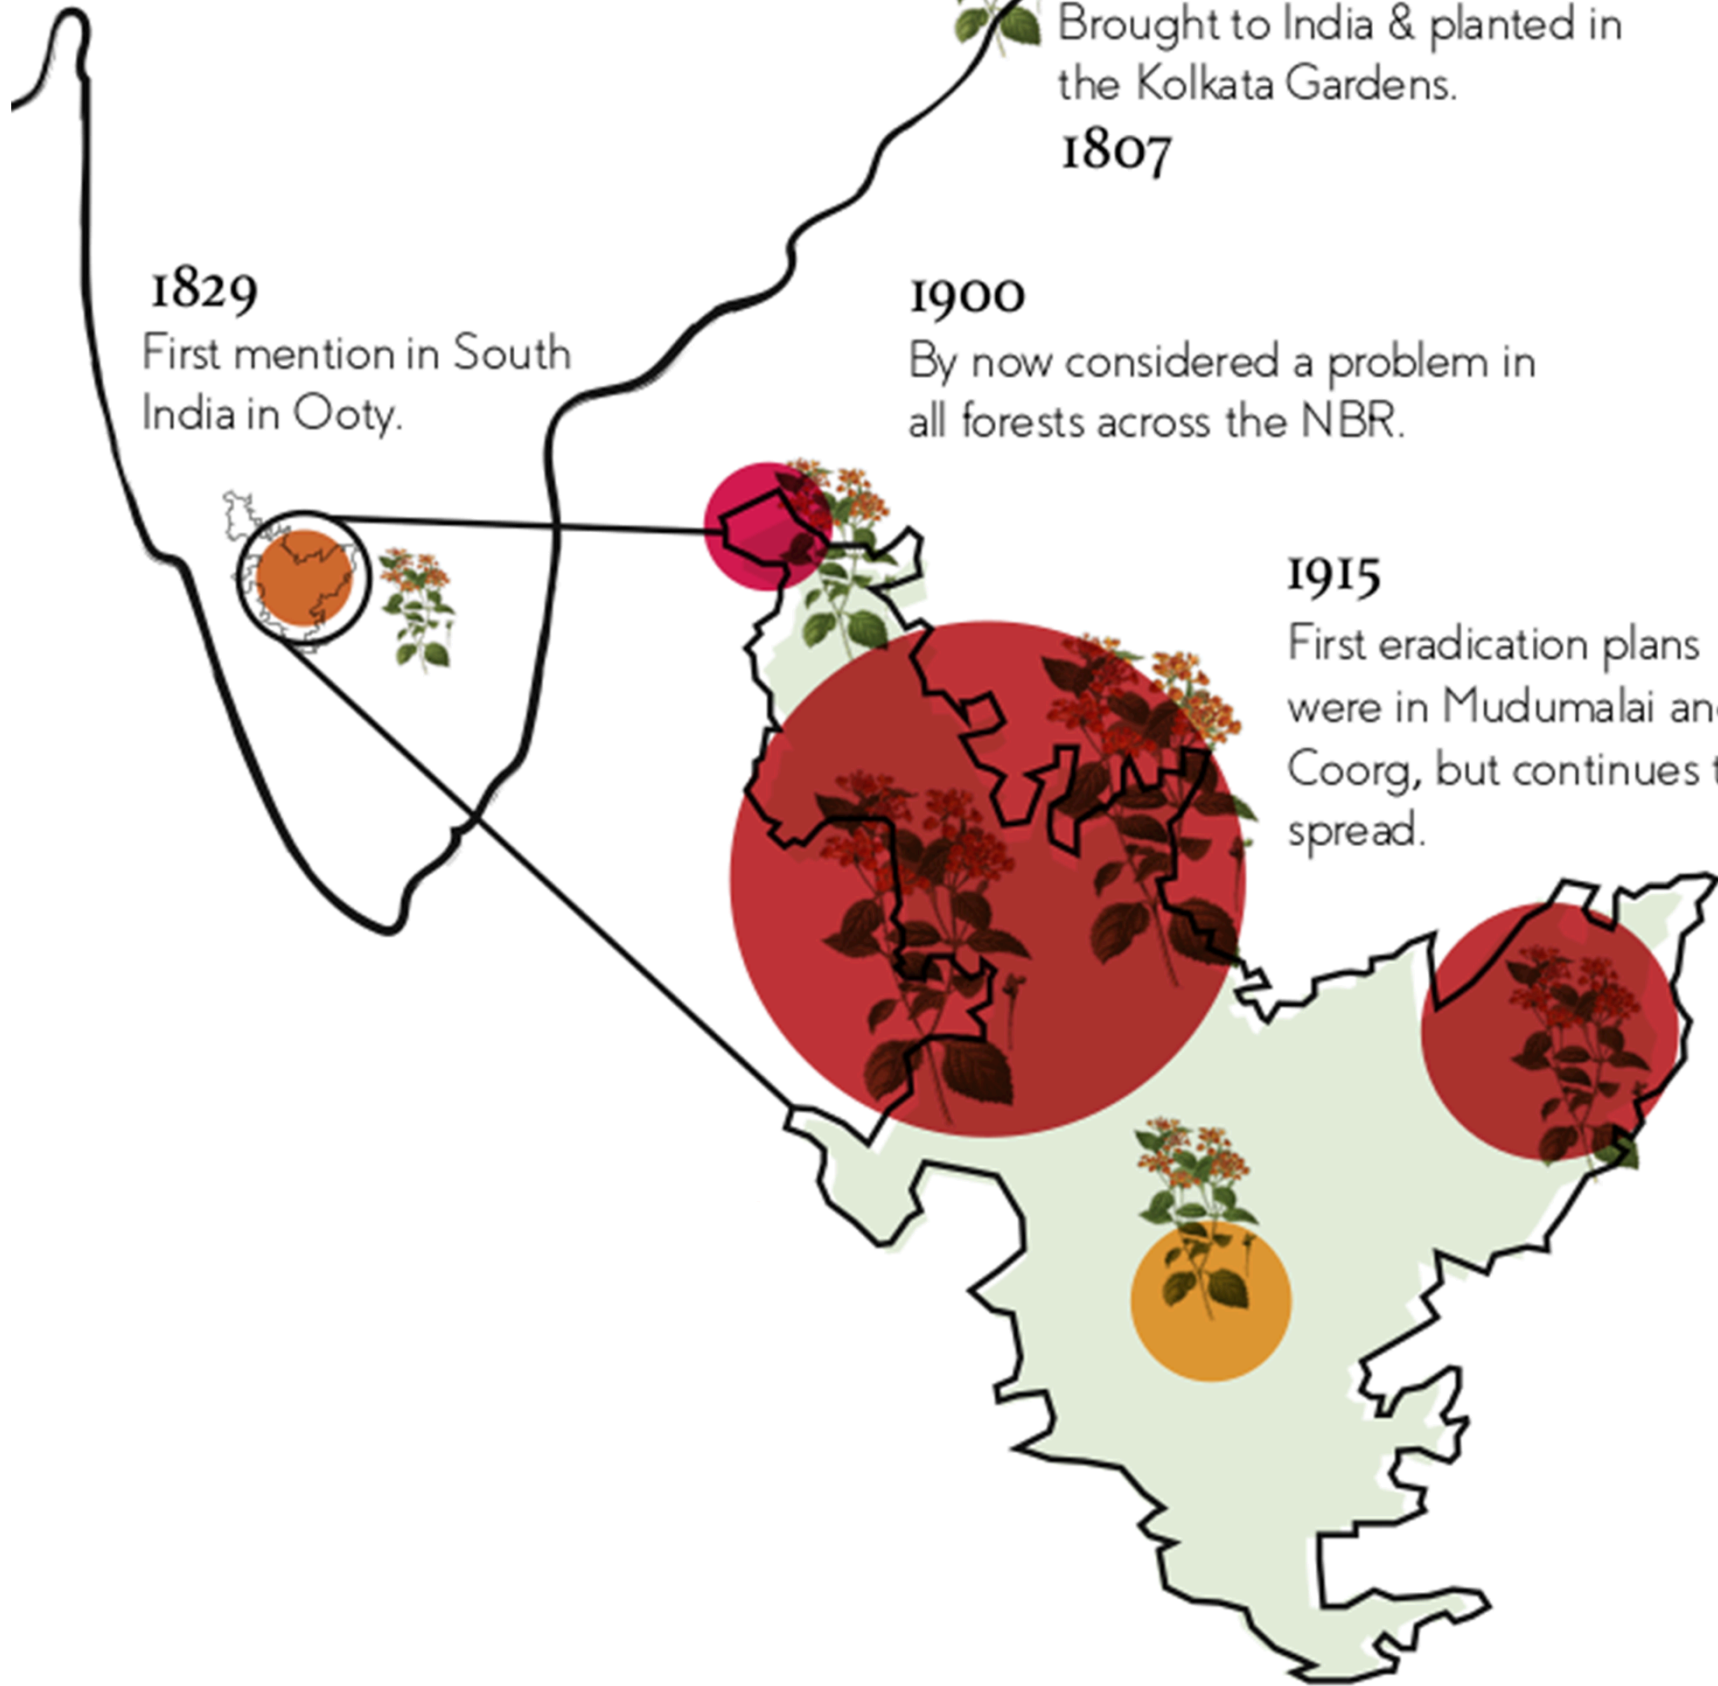 Brought to India & planted in
the Kolkata Gardens.
1807
1829
First mention in South
India in Ooty.
1900
By now considered a problem in
all forests across the NBR.
1915
First eradication plans
were in Mudumalai an
Coorg, but continues t
spread.